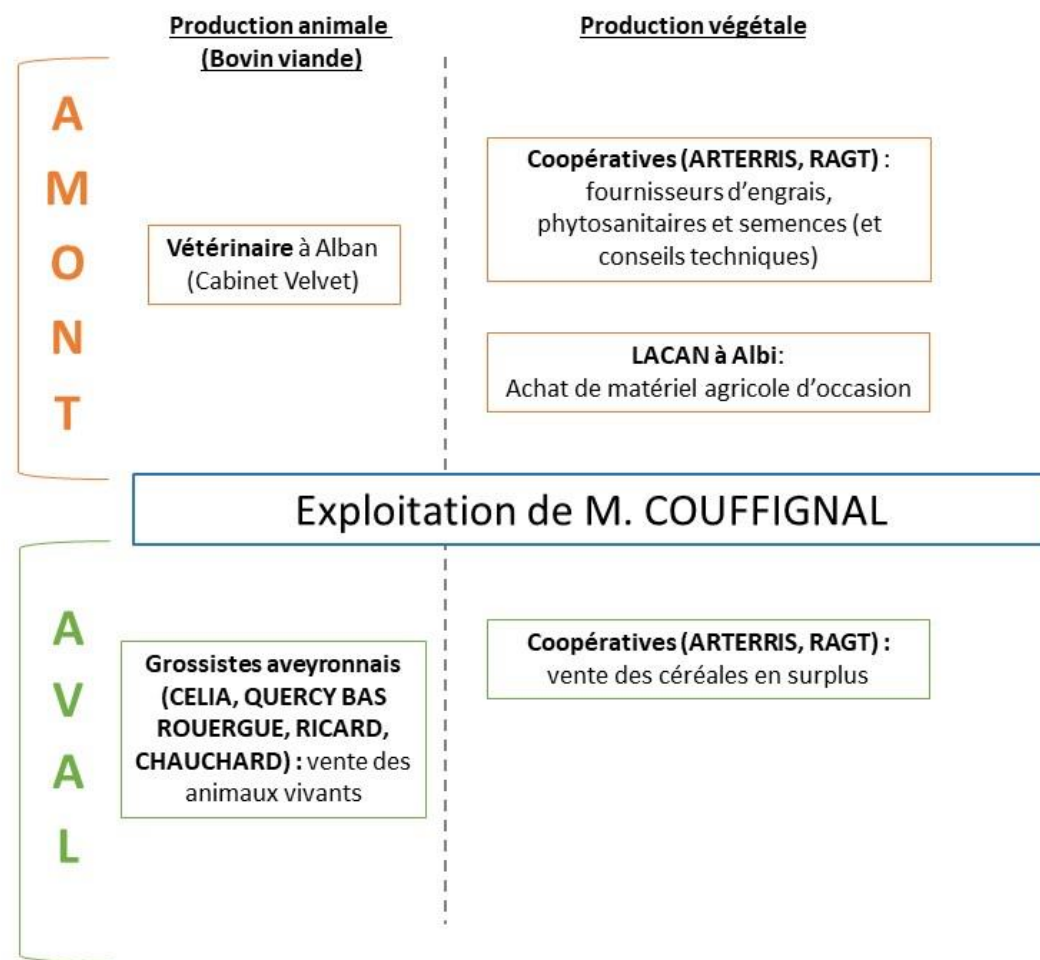 Production animale
(Bovin viande)
Production végétale
A
M
O
N
T
Vétérinaire à Alban
(Cabinet Velvet)
Coopératives (ARTERRIS, RAGT) :
fournisseurs d'engrais,
phytosanitaires et semences (et
conseils techniques)
LACAN à Albi:
Achat de matériel agricole d'occasion
Exploitation de M. COUFFIGNAL
A
V
A
L
Grossistes aveyronnais
(CELIA, QUERCY BAS
ROUERGUE, RICARD,
CHAUCHARD) : vente des
animaux vivants
Coopératives (ARTERRIS, RAGT) :
vente des céréales en surplus